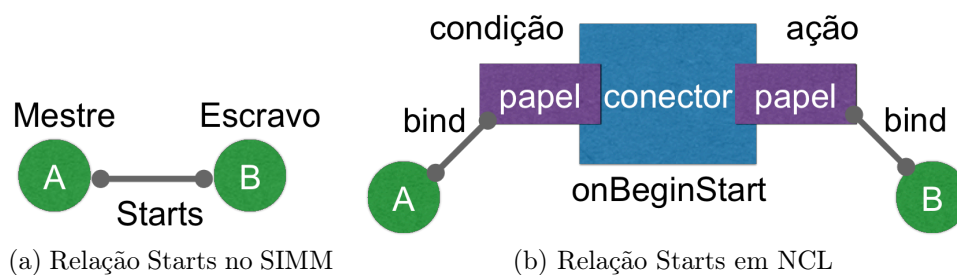 Mestre
Escravo
A
B
Starts
(a) Relação Starts no SIMM
condição
ação
papel
conector
papel
bind
bind
A
onBeginStart
B
(b) Relação Starts em NCL